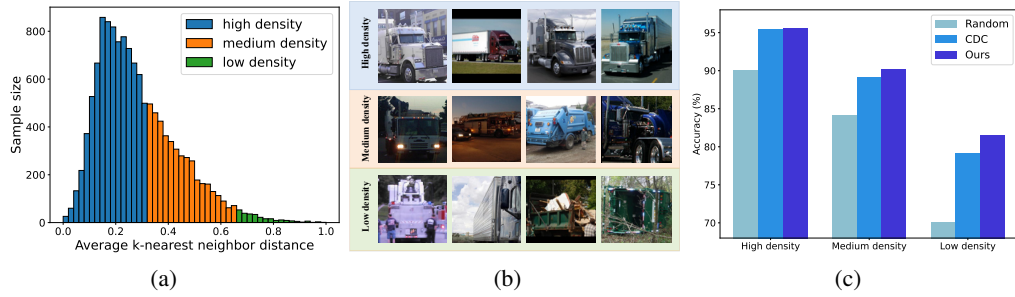 800
600
400
200
0
Sample size
0.0 0.2 0.4 0.6 0.8 1.0
Average k-nearest neighbor distance
high density
medium density
low density
(a)
High density
Medium density
Low density
(b)
95
90
85
80
75
70
Accuracy (%)
Random
CDC
Ours
High density Medium density Low density
(c)